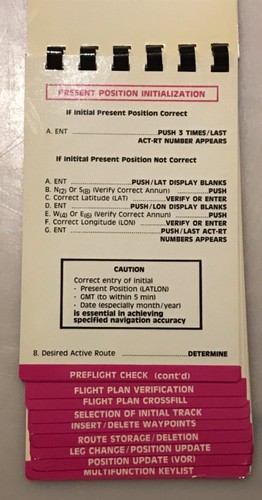 PRESENT POSITION INITIALIZATION
If Initial Present Position Correct
A. ENT ........ PUSH 3 TIMES/LAST
ACT-RT NUMBER APPEARS
If Initital Present Position Not Correct
A. ENT ........ PUSH/LAT DISPLAY BLANKS
B. N(2) Or S(8) (Verify Correct Annun) ........ PUSH
C. Correct Latitude (LAT) ........ VERIFY OR ENTER
D. ENT ........ PUSH/LON DISPLAY BLANKS
E. W(4) Or E(6) (Verify Correct Annun) ........ PUSH
F. Correct Longitude (LON) ........ VERIFY OR ENTER
G. ENT ........ PUSH/LAST ACT-RT
NUMBERS APPEARS
CAUTION
Correct entry of initial
- Present Position (LATLON)
- GMT (to within 5 min)
- Date (especially month/year)
is essential in achieving
specified navigation accuracy
8. Desired Active Route ........ DETERMINE
PREFLIGHT CHECK (cont'd)
FLIGHT PLAN VERIFICATION
FLIGHT PLAN CROSSFILL
SELECTION OF INITIAL TRACK
INSERT/DELETE WAYPOINTS
ROUTE STORAGE/DELETION
LEG CHANGE/POSITION UPDATE
POSITION UPDATE (VOR)
MULTIFUNCTION KEYLIST